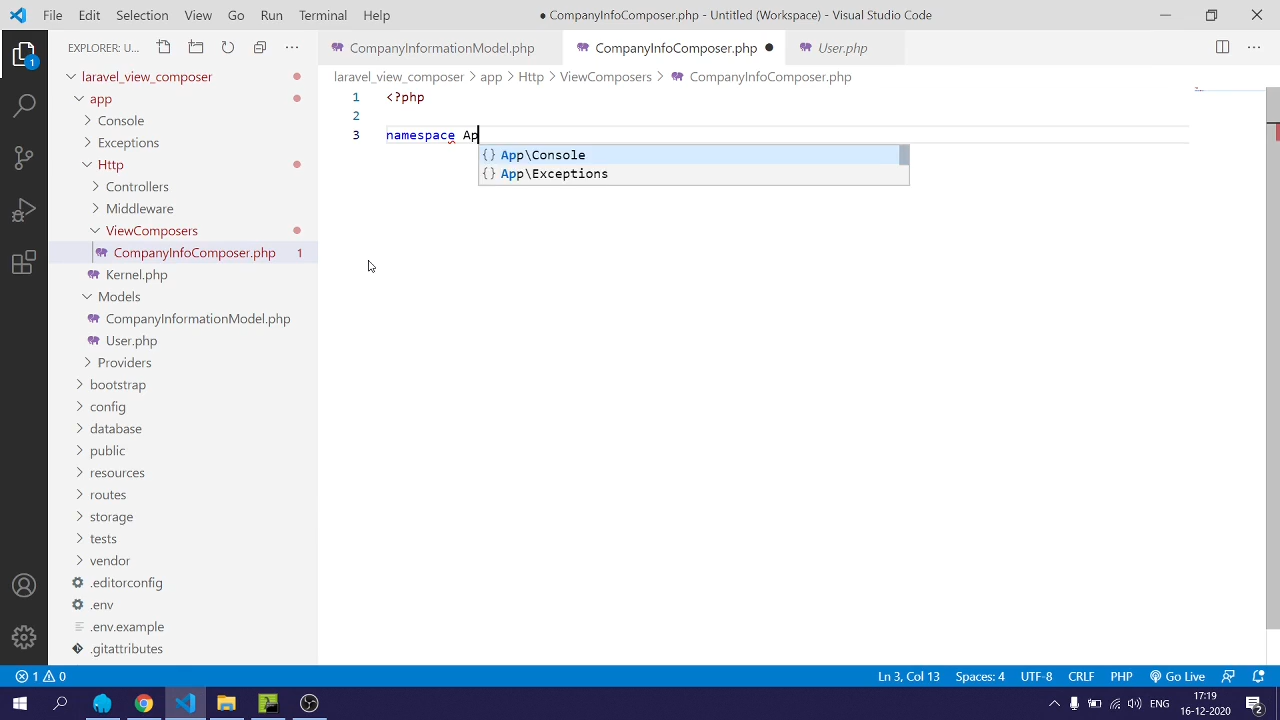 File Edit Selection View Go Run Terminal Help
● CompanyInfoComposer.php - Untitled (Workspace) - Visual Studio Code
EXPLORER: U...
CompanyInformationModel.php
CompanyInfoComposer.php
User.php
laravel_view_composer > app > Http > ViewComposers > CompanyInfoComposer.php
1
laravel_view_composer
app
Console
Exceptions
Http
Controllers
Middleware
ViewComposers
CompanyInfoComposer.php 1
Kernel.php
Models
CompanyInformationModel.php
User.php
Providers
bootstrap
config
database
public
resources
routes
storage
tests
vendor
.editorconfig
.env
.env.example
.gitattributes
1 <?php
2
3 namespace Ap
{} App\Console
{} App\Exceptions
1 0
Ln 3, Col 13 Spaces: 4 UTF-8 CRLF PHP Go Live
ENG
17:19
16-12-2020
2